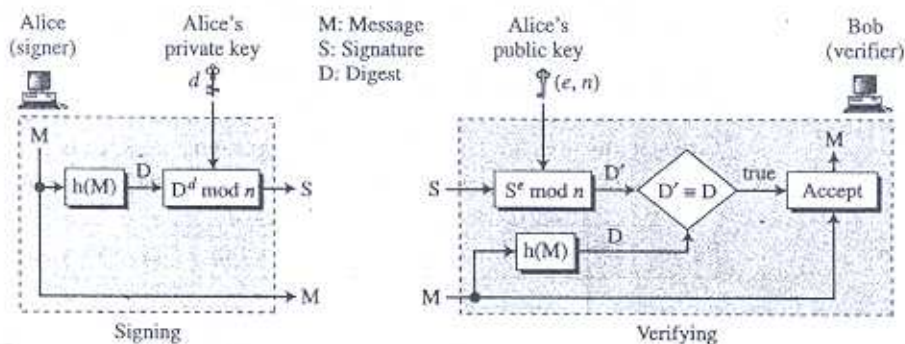 Alice
(signer)
Alice's
private key
d
M: Message
S: Signature
D: Digest
Alice's
public key
(e, n)
Bob
(verifier)
M
h(M)
D
D^d mod n
S
M
Signing
S
S^e mod n
D'
D' ≡ D
true
Accept
M
h(M)
D
M
Verifying